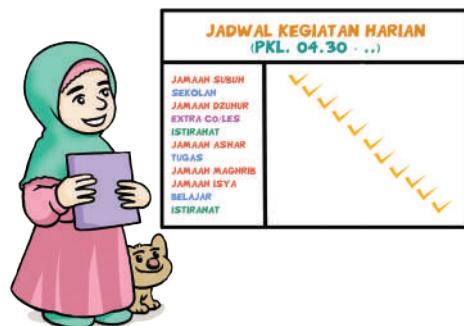 JADWAL KEGIATAN HARIAN
(PKL. 04.30 - ..)
JAMAAH SUBUH
SEKOLAH
JAMAAH DZUHUR
EXTRA CO/LES
ISTIRAHAT
JAMAAH ASHAR
TUGAS
JAMAAH MAGHRIB
JAMAAH ISYA
BELAJAR
ISTIRAHAT